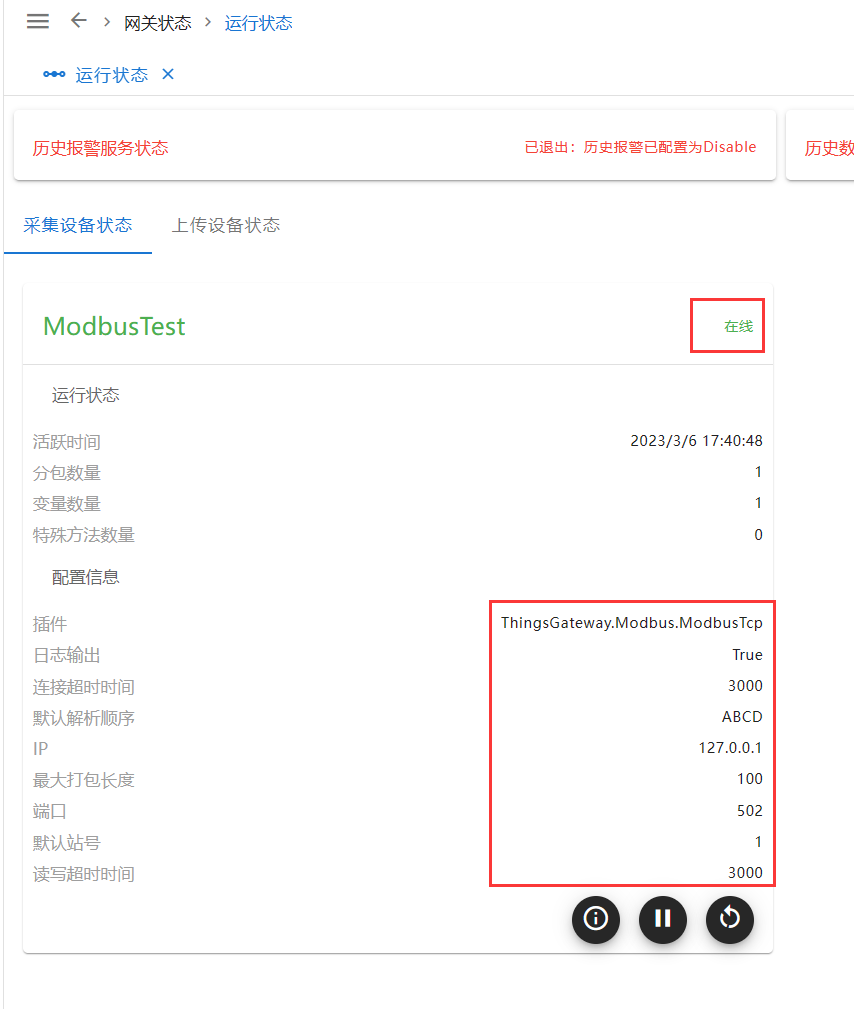 网关状态 运行状态
运行状态
历史报警服务状态 已退出：历史报警已配置为Disable 历史数
采集设备状态 上传设备状态
ModbusTest 在线
运行状态
活跃时间 2023/3/6 17:40:48
分包数量 1
变量数量 1
特殊方法数量 0
配置信息
插件 ThingsGateway.Modbus.ModbusTcp
日志输出 True
连接超时时间 3000
默认解析顺序 ABCD
IP 127.0.0.1
最大打包长度 100
端口 502
默认站号 1
读写超时时间 3000